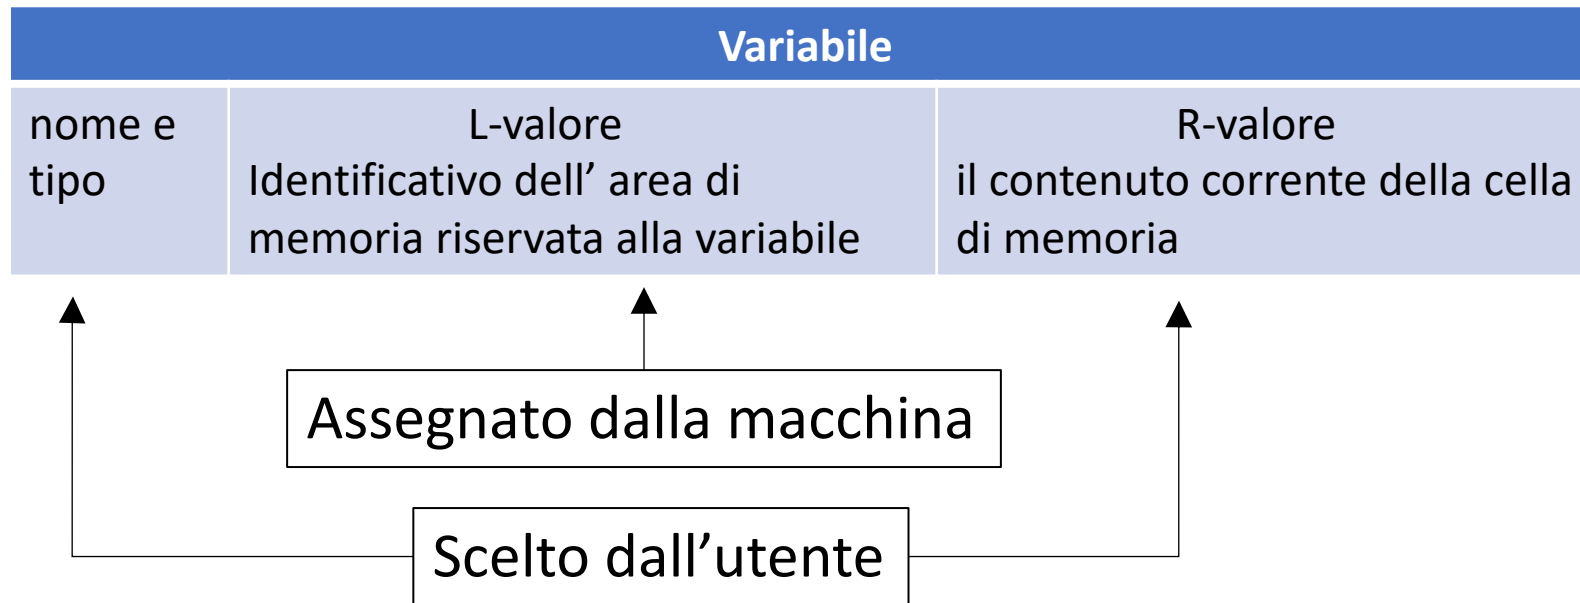 Variabile
nome e
tipo
L-valore
Identificativo dell’ area di
memoria riservata alla variabile
R-valore
il contenuto corrente della cella
di memoria
Assegnato dalla macchina
Scelto dall’utente